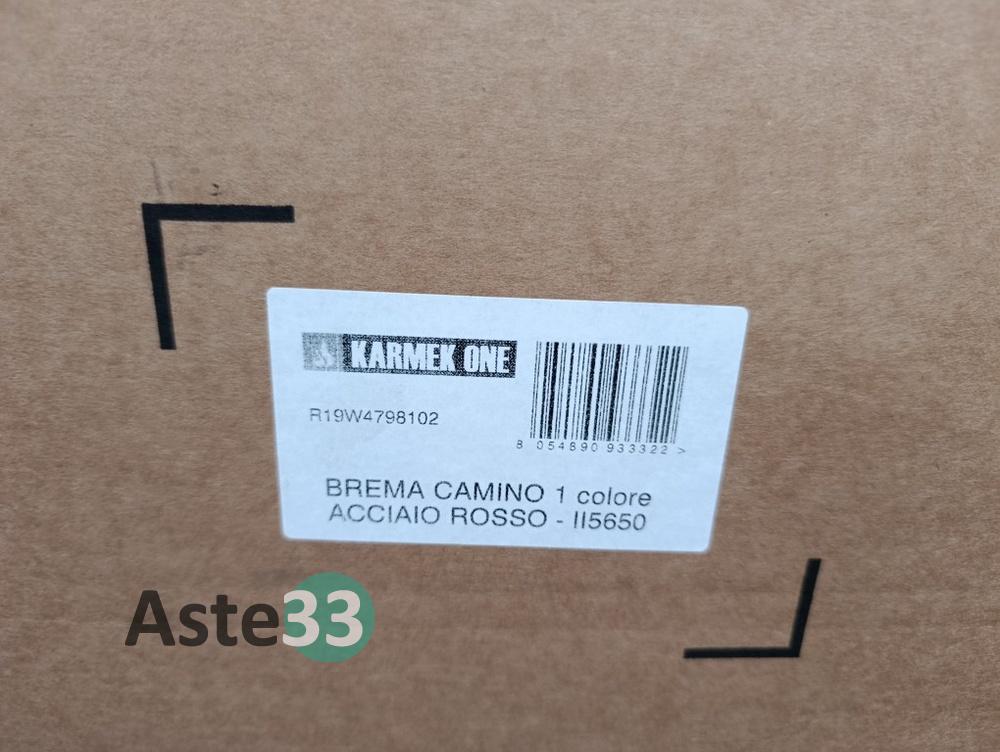 KARMEK ONE
R19W4798102
8 054890 933322 >
BREMA CAMINO 1 colore
ACCIAIO ROSSO - II5650
Aste33